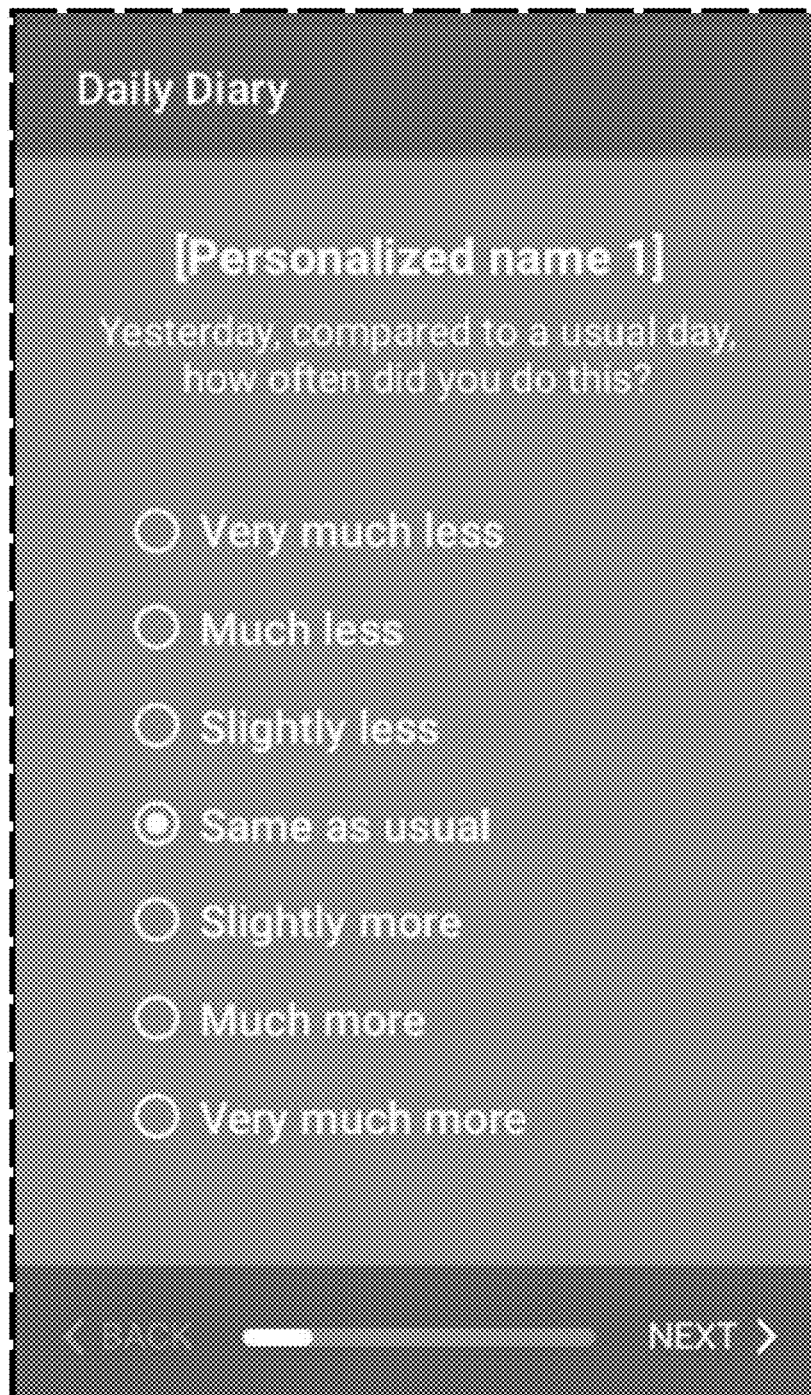 Daily Diary
[Personalized name 1]
Yesterday, compared to a usual day,
how often did you do this?
Very much less
Much less
Slightly less
Same as usual
Slightly more
Much more
Very much more
BACK NEXT